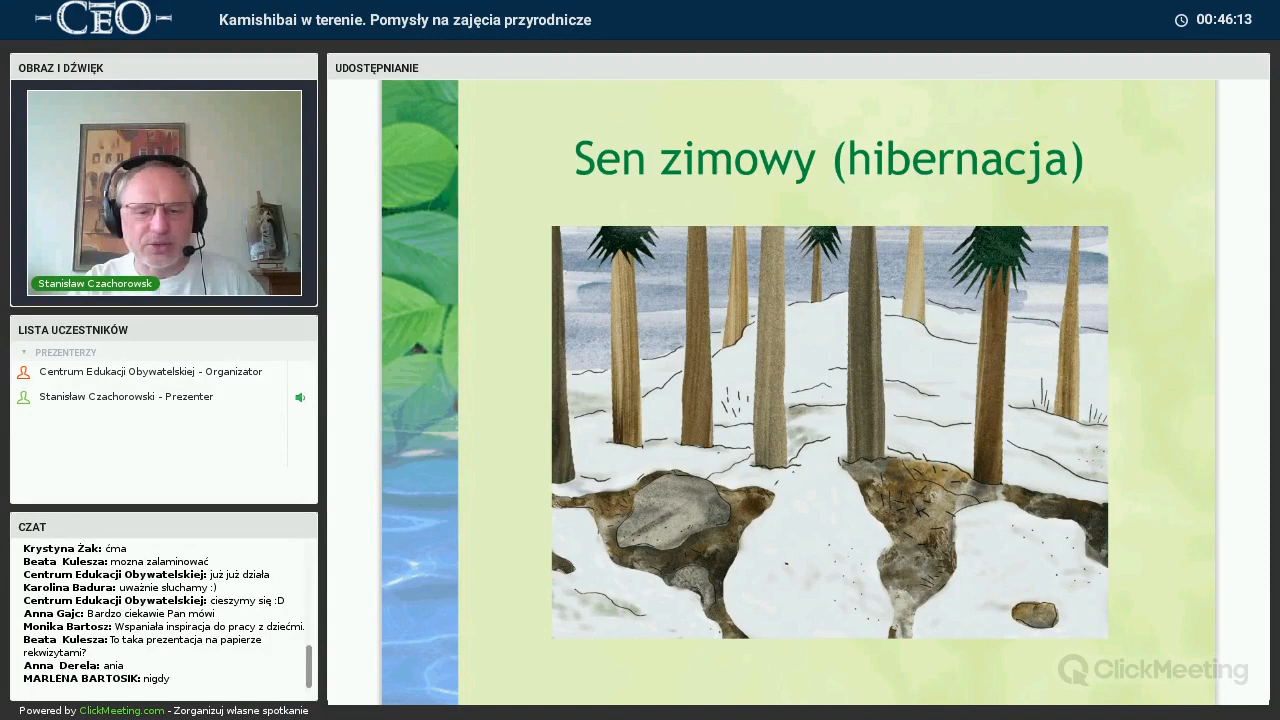 CEO
Kamishibai w terenie. Pomysły na zajęcia przyrodnicze
00:46:13
OBRAZ I DŹWIĘK
Stanisław Czachorowsk
LISTA UCZESTNIKÓW
PREZENTERZY
Centrum Edukacji Obywatelskiej - Organizator
Stanisław Czachorowski - Prezenter
CZAT
Krystyna Żak: ćma
Beata Kulesza: mozna zalaminować
Centrum Edukacji Obywatelskiej: już już działa
Karolina Badura: uważnie słuchamy :)
Centrum Edukacji Obywatelskiej: cieszymy się :D
Anna Gajc: Bardzo ciekawie Pan mówi
Monika Bartosz: Wspaniała inspiracja do pracy z dziećmi.
Beata Kulesza: To taka prezentacja na papierze
rekwizytami?
Anna Derela: ania
MARLENA BARTOSIK: nigdy
Powered by ClickMeeting.com - Zorganizuj własne spotkanie
UDOSTĘPNIANIE
Sen zimowy (hibernacja)
ClickMeeting